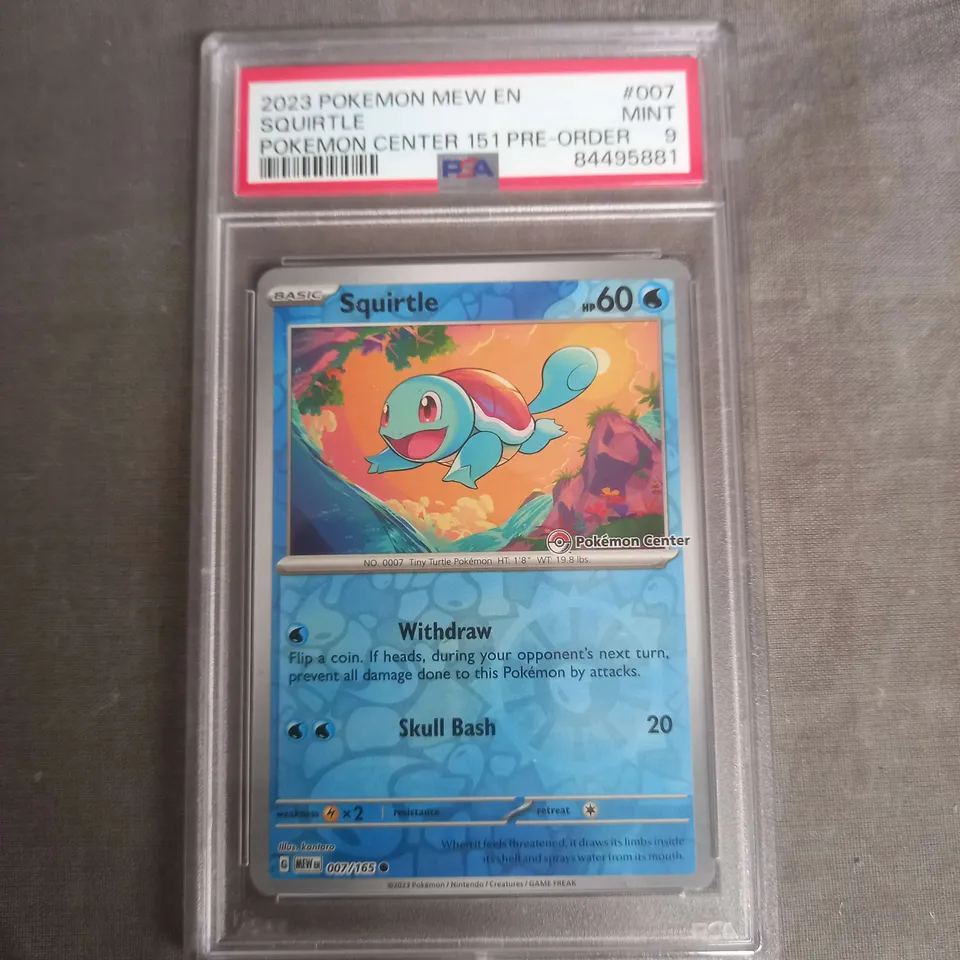 2023 POKEMON MEW EN #007
SQUIRTLE MINT
POKEMON CENTER 151 PRE-ORDER 9
84495881
PSA
BASIC Squirtle HP60
Pokémon Center
NO. 0007 Tiny Turtle Pokémon HT: 1'8" WT: 19.8 lbs.
Withdraw
Flip a coin. If heads, during your opponent's next turn,
prevent all damage done to this Pokémon by attacks.
Skull Bash 20
weakness ×2 resistance retreat
Illus. kantaro
When it feels threatened, it draws its limbs inside
its shell and sprays water from its mouth.
G MEW EN 007/165
©2023 Pokémon / Nintendo / Creatures / GAME FREAK